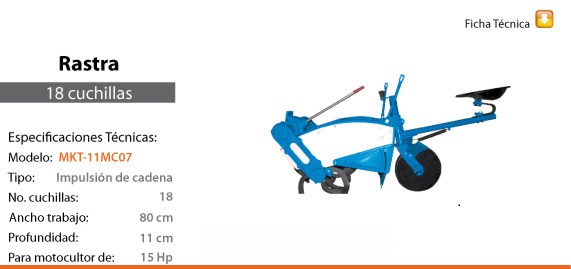 Ficha Técnica
Rastra
18 cuchillas
Especificaciones Técnicas:
Modelo: MKT-11MC07
Tipo: Impulsión de cadena
No. cuchillas: 18
Ancho trabajo: 80 cm
Profundidad: 11 cm
Para motocultor de: 15 Hp